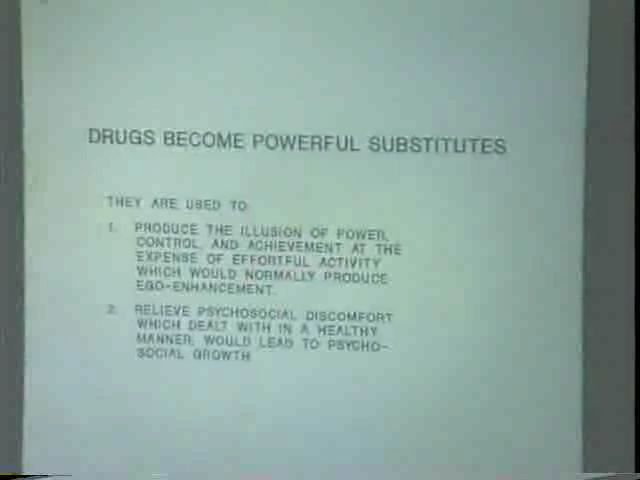 DRUGS BECOME POWERFUL SUBSTITUTES
THEY ARE USED TO:
1. PRODUCE THE ILLUSION OF POWER,
CONTROL, AND ACHIEVEMENT AT THE
EXPENSE OF EFFORTFUL ACTIVITY
WHICH WOULD NORMALLY PRODUCE
EGO-ENHANCEMENT.
2. RELIEVE PSYCHOSOCIAL DISCOMFORT
WHICH DEALT WITH IN A HEALTHY
MANNER, WOULD LEAD TO PSYCHO-
SOCIAL GROWTH